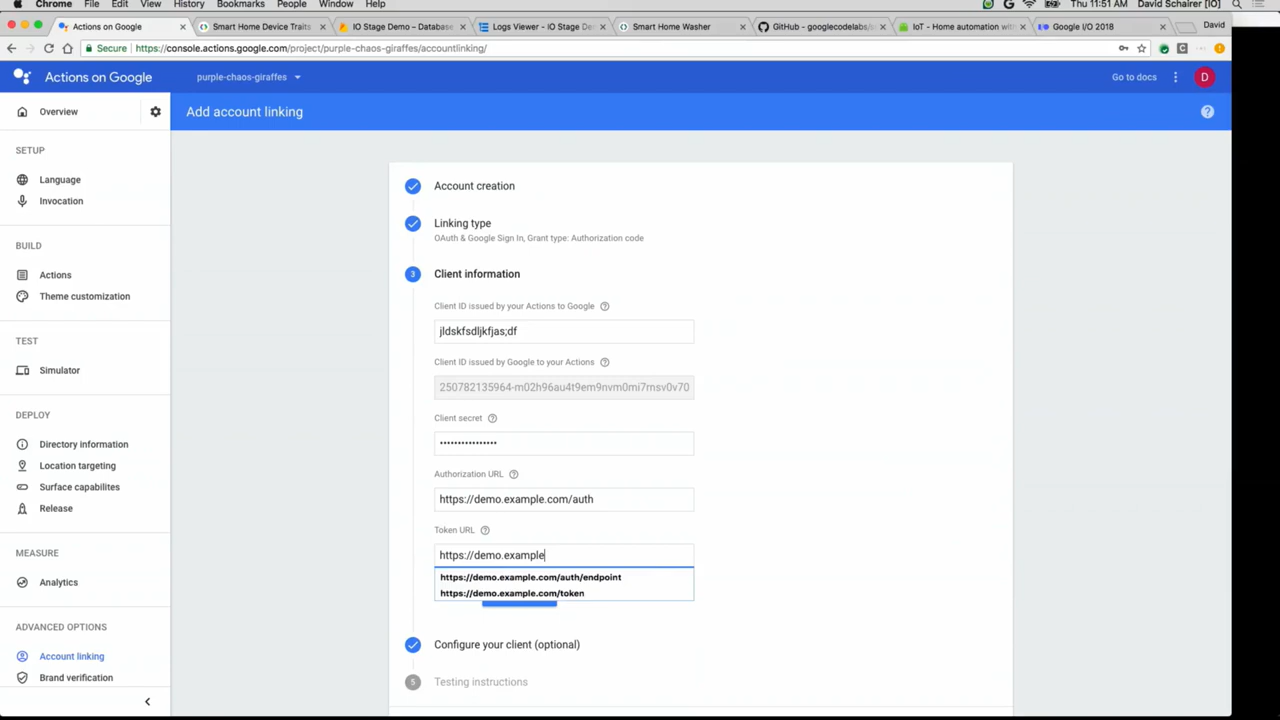 Chrome File Edit View History Bookmarks People Window Help Thu 11:51 AM David Schairer [IO]
Actions on Google
Smart Home Device Traits
IO Stage Demo – Database
Logs Viewer - IO Stage De
Smart Home Washer
GitHub - googlecodelabs/s
IoT - Home automation with
Google I/O 2018
David
Secure https://console.actions.google.com/project/purple-chaos-giraffes/accountlinking/
Actions on Google
purple-chaos-giraffes
Go to docs
D
Overview
Add account linking
SETUP
Language
Invocation
BUILD
Actions
Theme customization
TEST
Simulator
DEPLOY
Directory information
Location targeting
Surface capabilites
Release
MEASURE
Analytics
ADVANCED OPTIONS
Account linking
Brand verification
Account creation
Linking type
OAuth & Google Sign In, Grant type: Authorization code
3
Client information
Client ID issued by your Actions to Google
jldskfsdljkfjas;df
Client ID issued by Google to your Actions
250782135964-m02h96au4t9em9nvm0mi7msv0v70
Client secret
••••••••••••••••
Authorization URL
https://demo.example.com/auth
Token URL
https://demo.example
https://demo.example.com/auth/endpoint
https://demo.example.com/token
Configure your client (optional)
5
Testing instructions